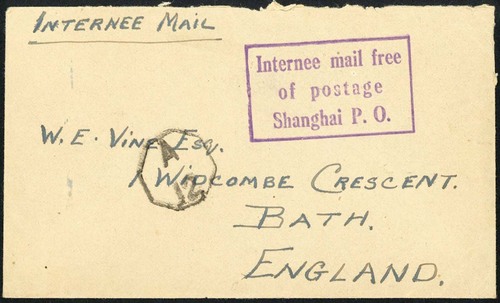 INTERNEE MAIL
Internee mail free
of postage
Shanghai P. O.
W. E. Vine Esq.
1 WIDCOMBE CRESCENT.
BATH.
ENGLAND.
A
12